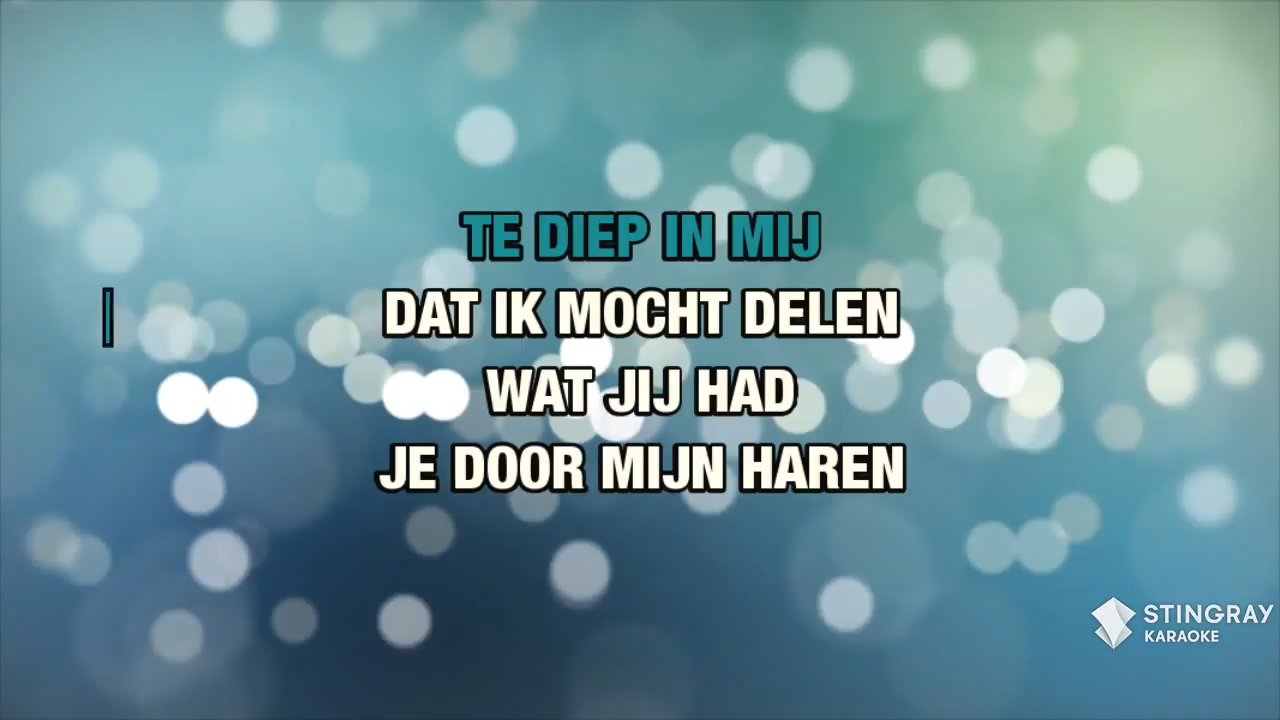 TE DIEP IN MIJ
DAT IK MOCHT DELEN
WAT JIJ HAD
JE DOOR MIJN HAREN
STINGRAY
KARAOKE